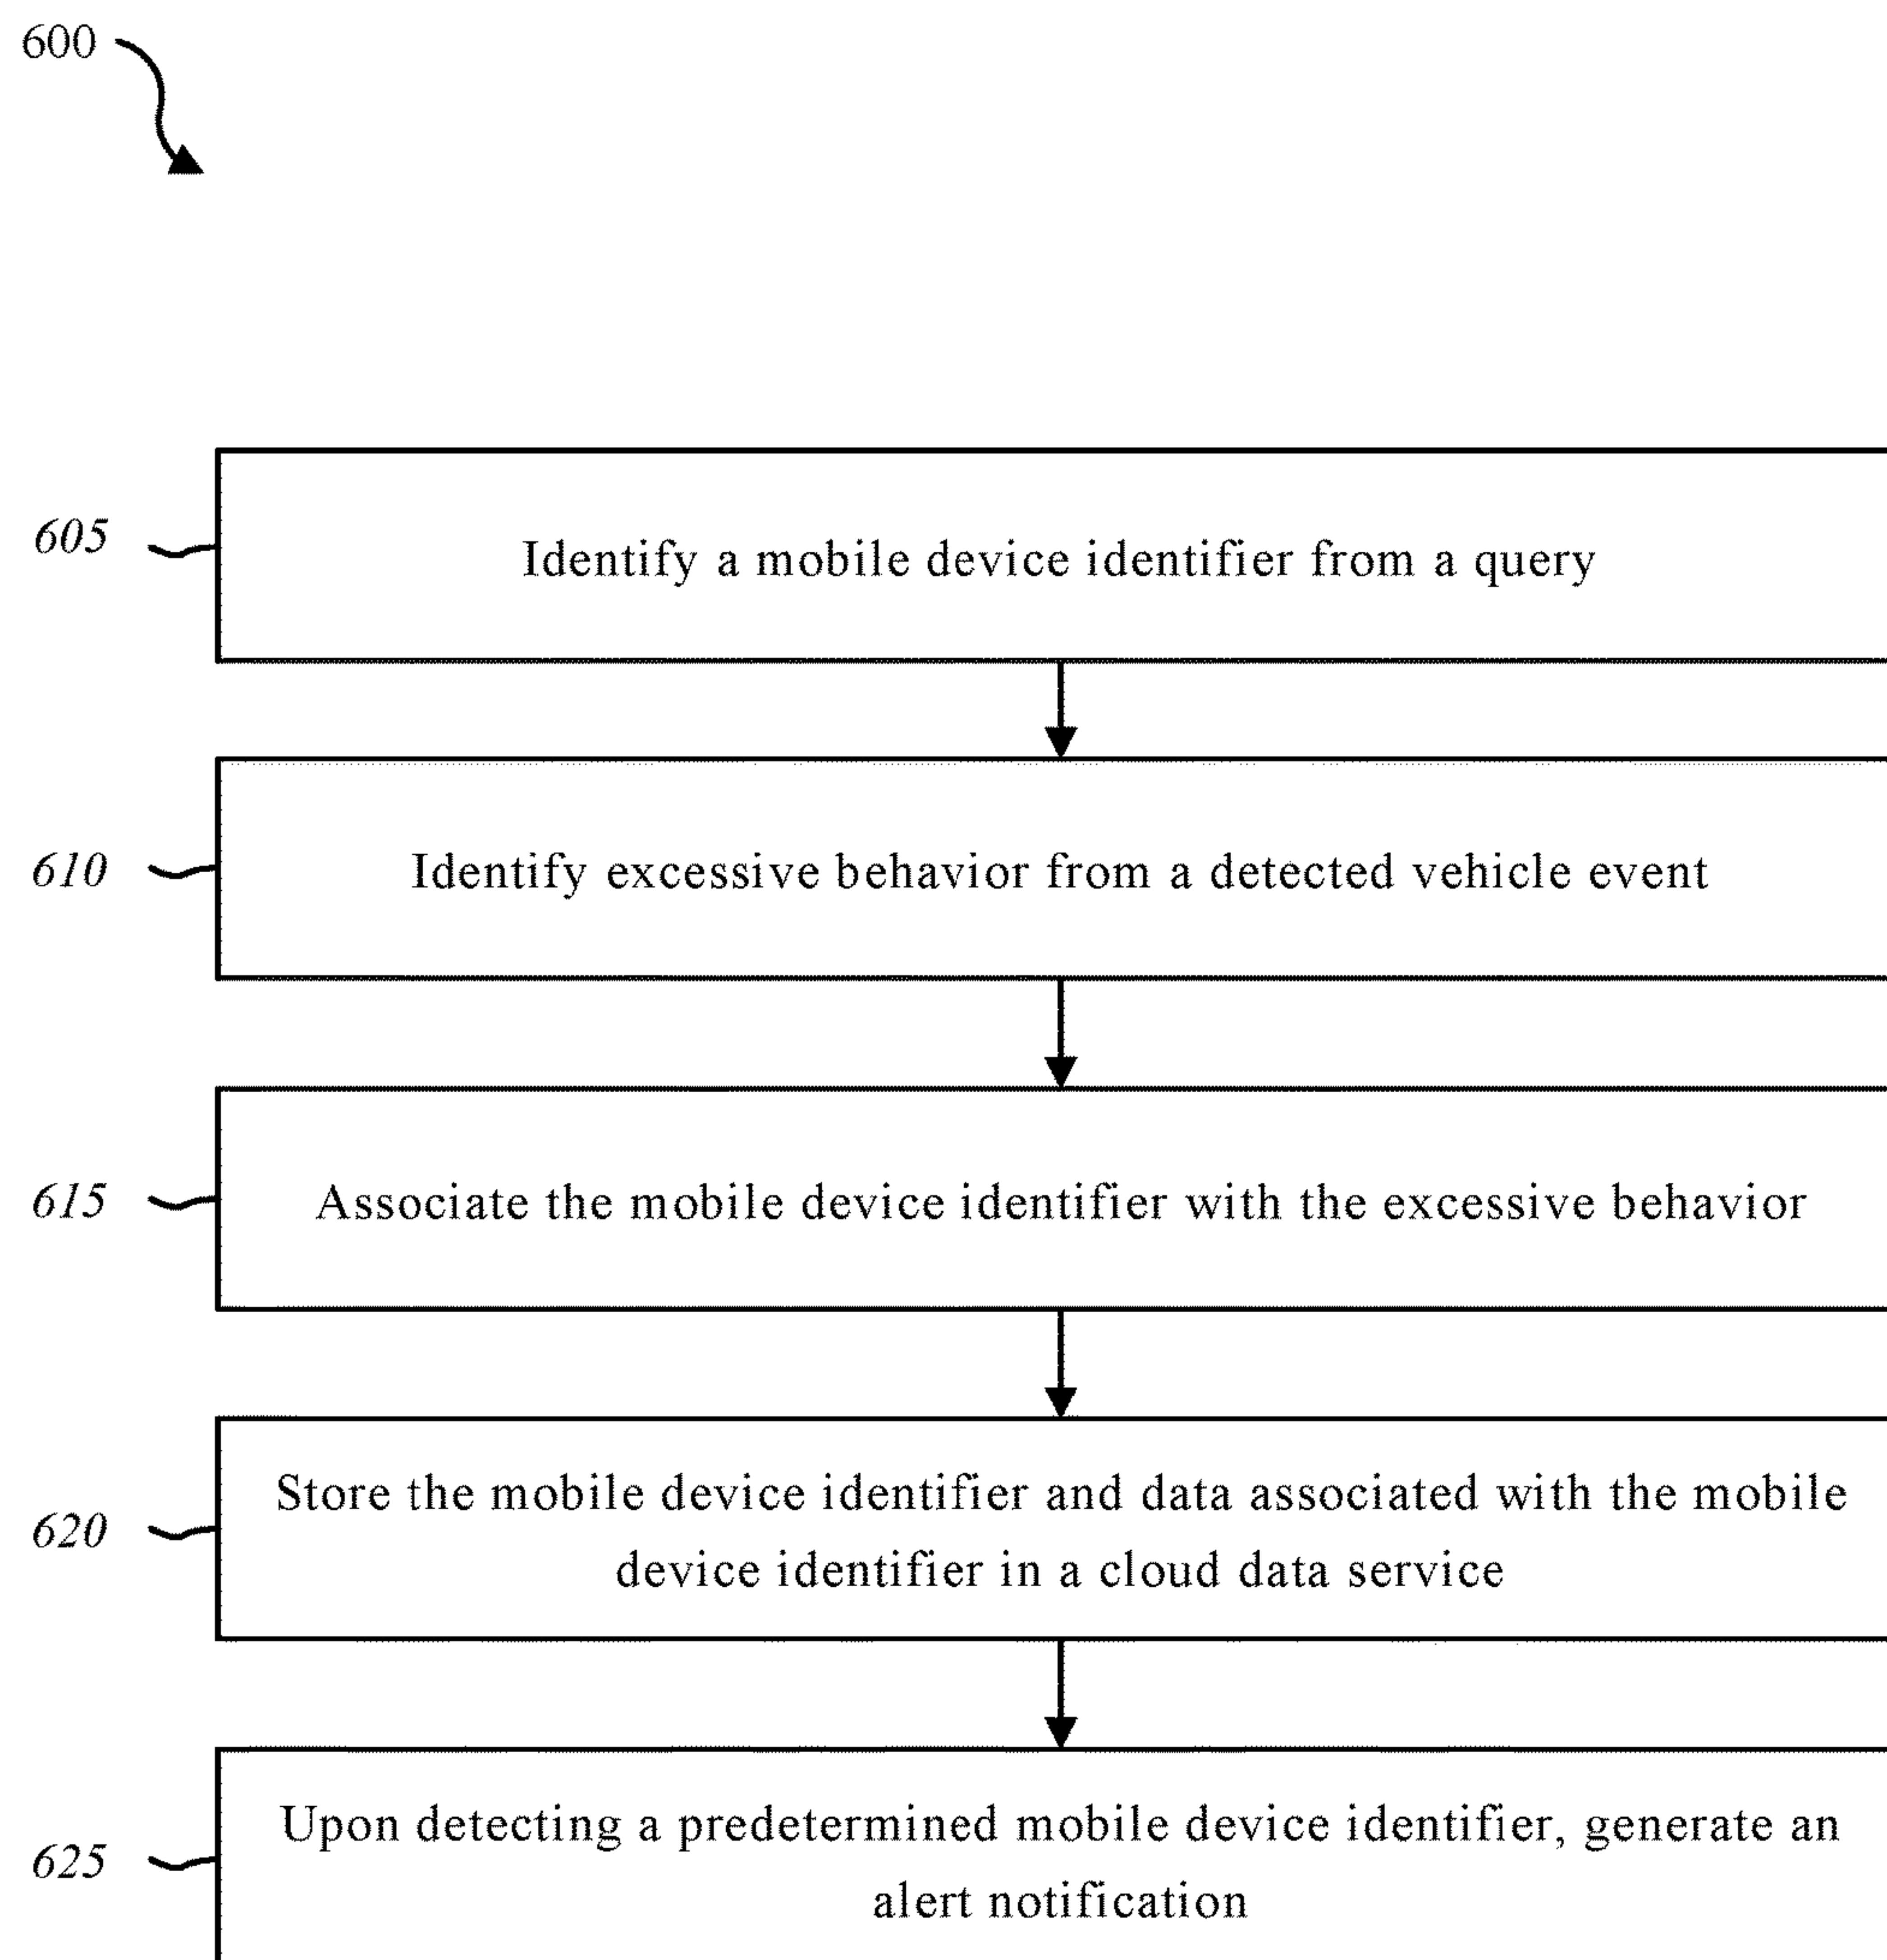 600
605
Identify a mobile device identifier from a query
610
Identify excessive behavior from a detected vehicle event
615
Associate the mobile device identifier with the excessive behavior
620
Store the mobile device identifier and data associated with the mobile
device identifier in a cloud data service
625
Upon detecting a predetermined mobile device identifier, generate an
alert notification